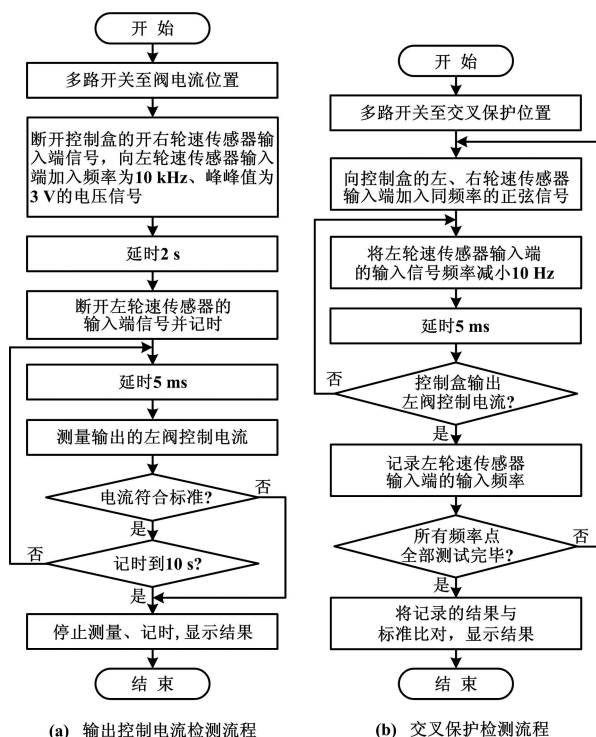 开 始
多路开关至阀电流位置
断开控制盒的开右轮速传感器输
入端信号，向左轮速传感器输入
端加入频率为10 kHz、峰峰值为
3 V的电压信号
延时2 s
断开左轮速传感器的
输入端信号并记时
延时5 ms
测量输出的左阀控制电流
电流符合标准?
否
是
否
记时到10 s?
是
停止测量、记时,显示结果
结 束
(a) 输出控制电流检测流程
开 始
多路开关至交叉保护位置
向控制盒的左、右轮速传感器
输入端加入同频率的正弦信号
将左轮速传感器输入端
的输入信号频率减小10 Hz
延时5 ms
否
控制盒输出
左阀控制电流?
是
记录左轮速传感器
输入端的输入频率
所有频率点
全部测试完毕?
否
是
将记录的结果与
标准比对，显示结果
结 束
(b) 交叉保护检测流程